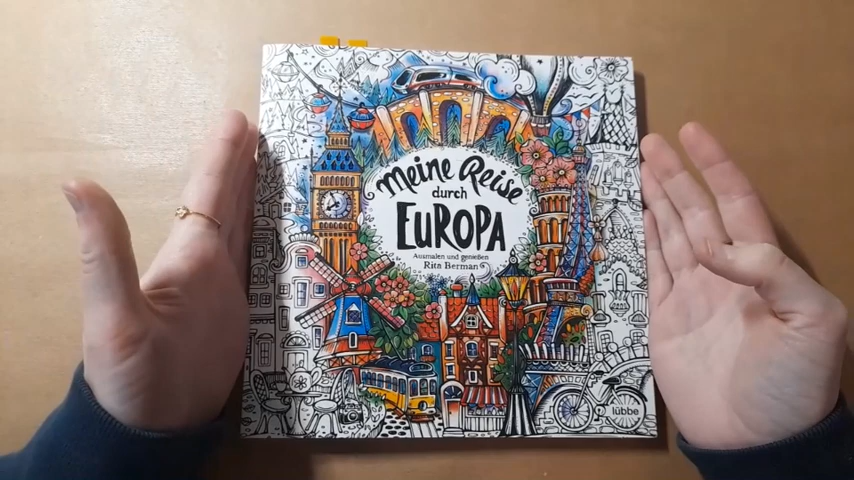 Meine Reise
durch
EUROPA
Ausmalen und genießen
Rita Berman
lübbe